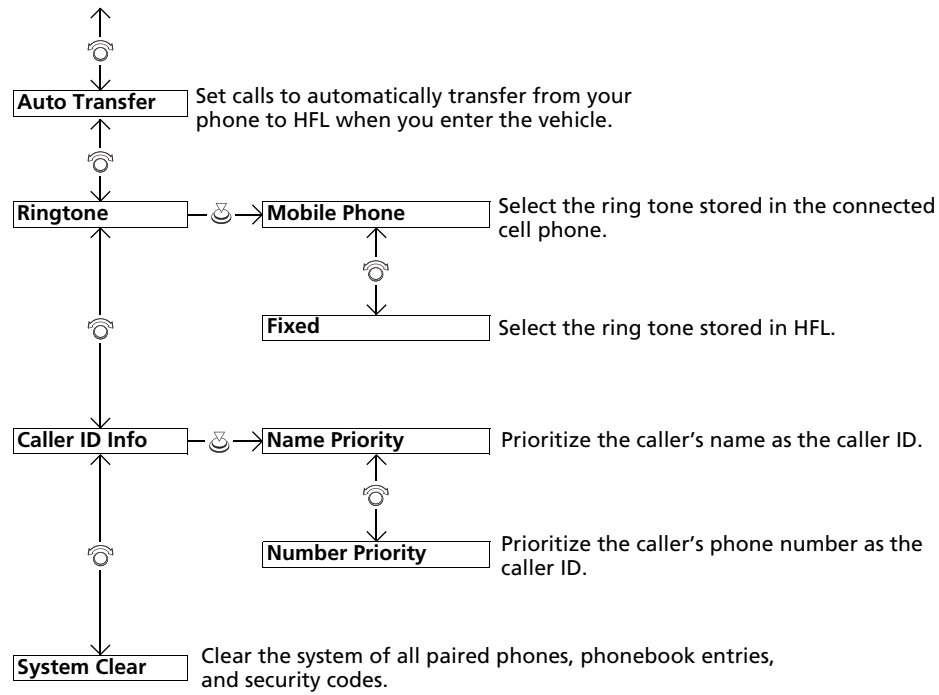 Auto Transfer
Set calls to automatically transfer from your
phone to HFL when you enter the vehicle.
Ringtone
Mobile Phone
Select the ring tone stored in the connected
cell phone.
Fixed
Select the ring tone stored in HFL.
Caller ID Info
Name Priority
Prioritize the caller’s name as the caller ID.
Number Priority
Prioritize the caller’s phone number as the
caller ID.
System Clear
Clear the system of all paired phones, phonebook entries,
and security codes.